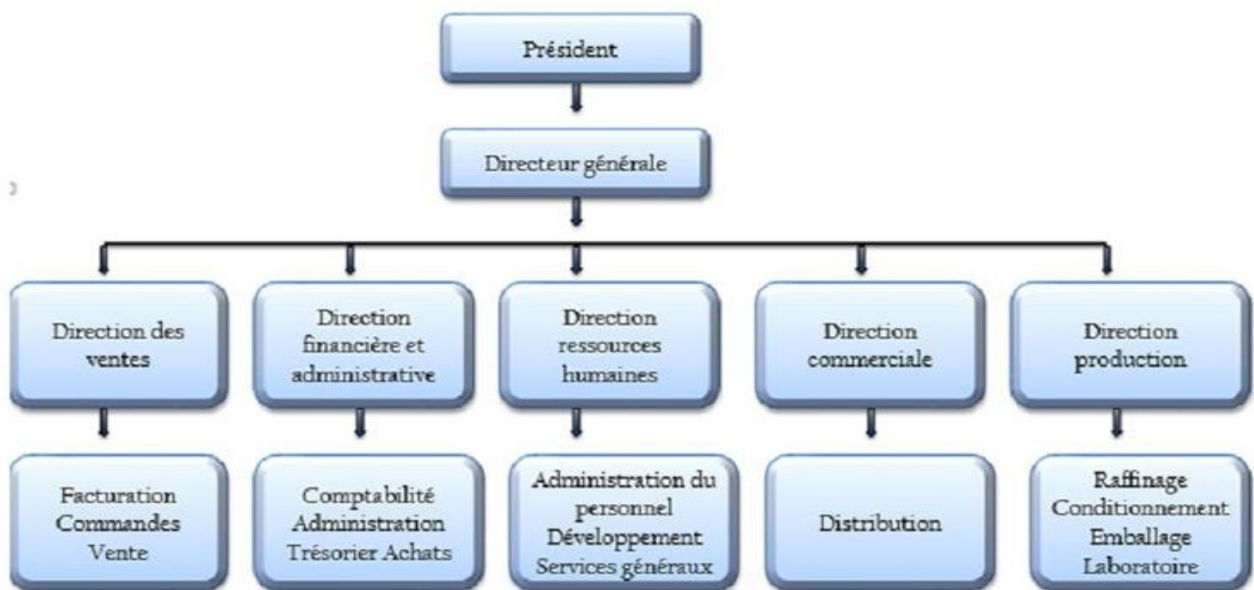 Président
Directeur générale
Direction des
ventes
Direction
financière et
administrative
Direction
ressources
humaines
Direction
commerciale
Direction
production
Facturation
Commandes
Vente
Comptabilité
Administration
Trésorier Achats
Administration du
personnel
Développement
Services généraux
Distribution
Raffinage
Conditionnement
Emballage
Laboratoire